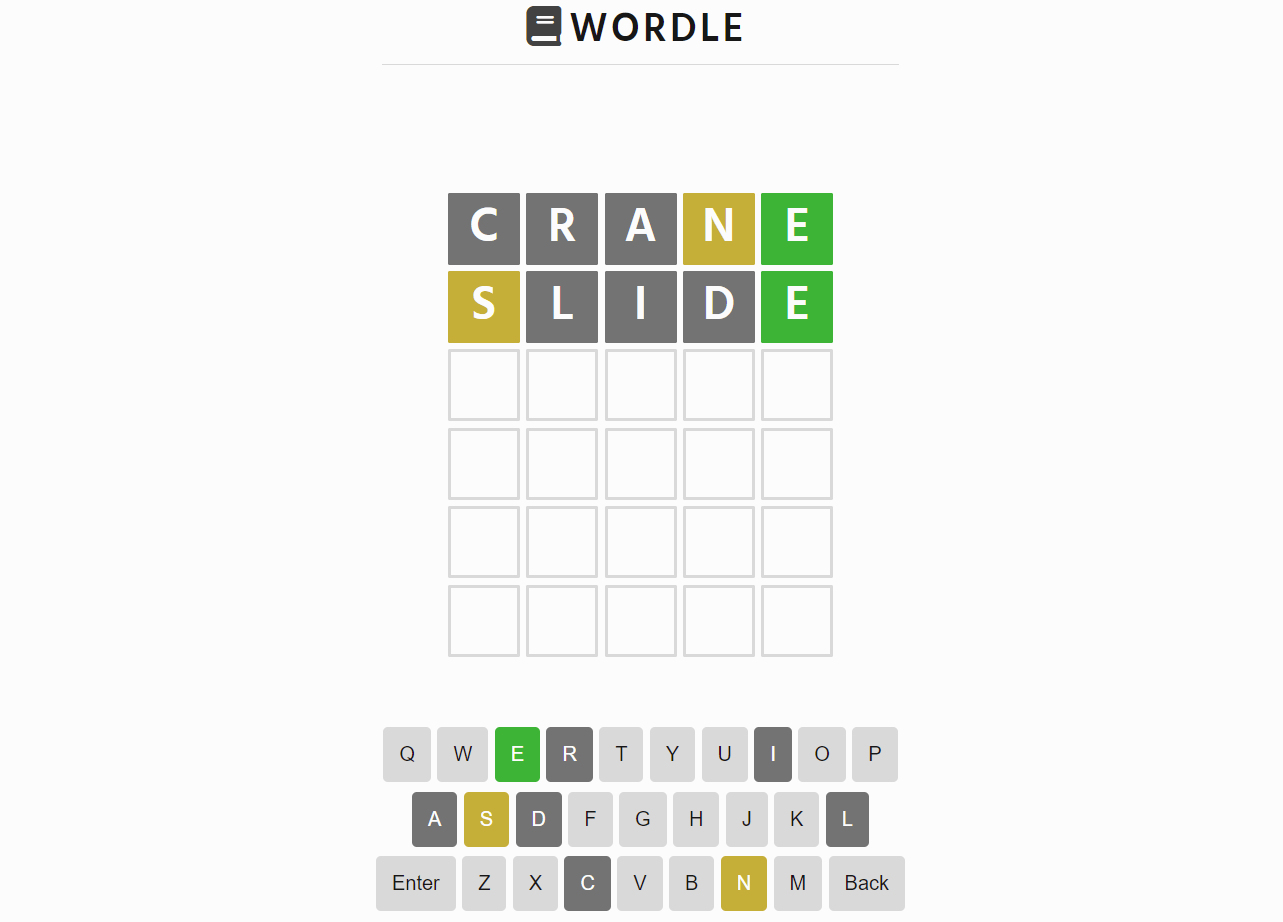 WORDLE
C R A N E
S L I D E
Q W E R T Y U I O P
A S D F G H J K L
Enter Z X C V B N M Back